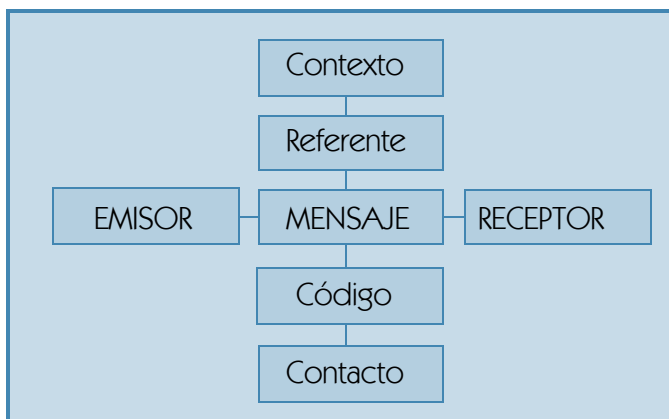 Contexto
Referente
EMISOR
MENSAJE
RECEPTOR
Código
Contacto